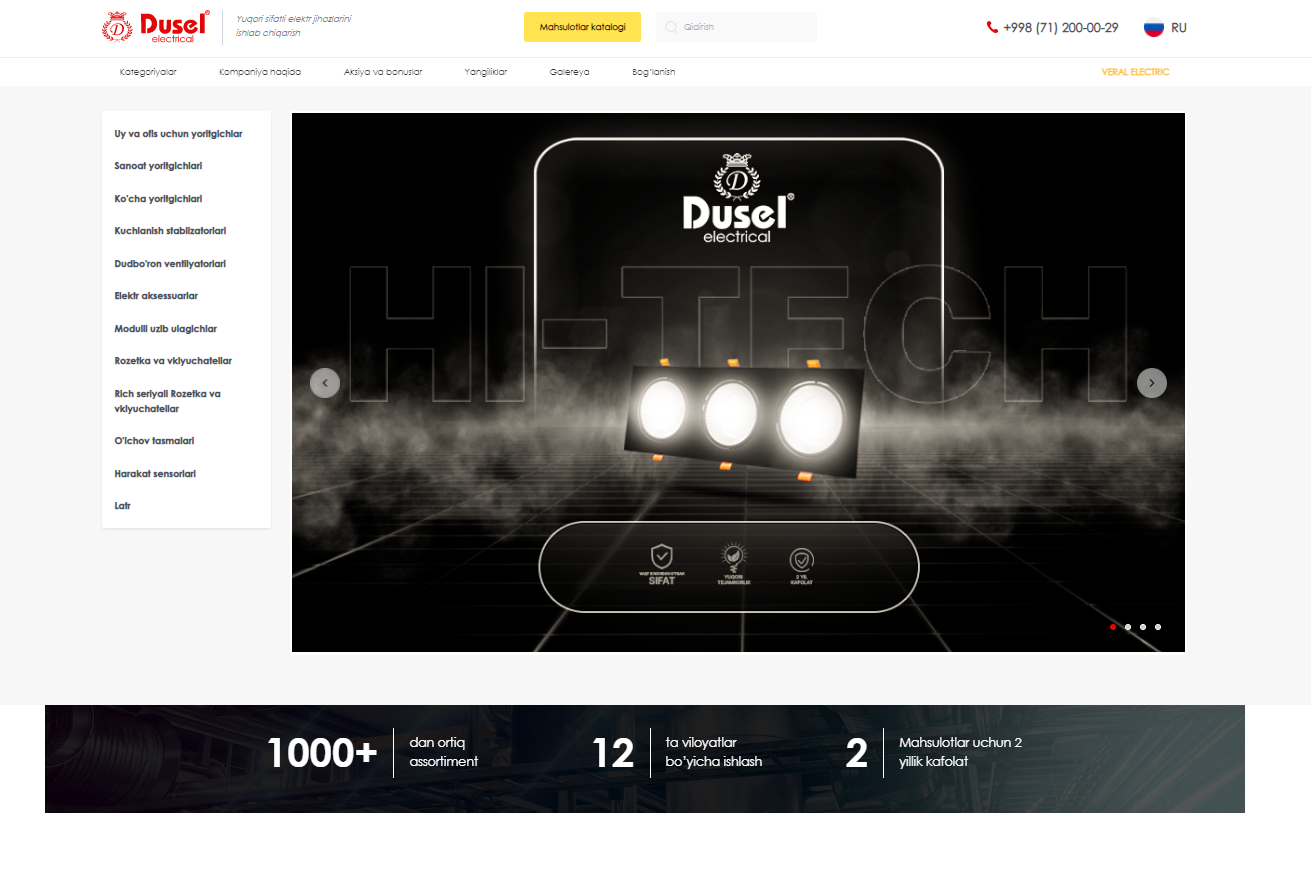 Dusel®
electrical
Yuqori sifatli elektr jihozlarini
ishlab chiqarish
Mahsulotlar katalogi
Qidirish
+998 (71) 200-00-29
RU
Kategoriyalar
Kompaniya haqida
Aksiya va bonuslar
Yangiliklar
Galereya
Bog'lanish
VERAL ELECTRIC
Uy va ofis uchun yoritgichlar
Sanoat yoritgichlari
Ko'cha yoritgichlari
Kuchlanish stablizatorlari
Dudbo'ron ventilyatorlari
Elektr aksessuarlar
Modulli uzib ulagichlar
Rozetka va vklyuchatellar
Rich seriyali Rozetka va
vklyuchatellar
O'lchov tasmalari
Harakat sensorlari
Latr
D
Dusel®
electrical
HI-TECH
SIFAT
YUQORI
TEJAMKORLIK
2 YIL
KAFOLAT
1000+
dan ortiq
assortiment
12
ta viloyatlar
bo'yicha ishlash
2
Mahsulotlar uchun 2
yillik kafolat